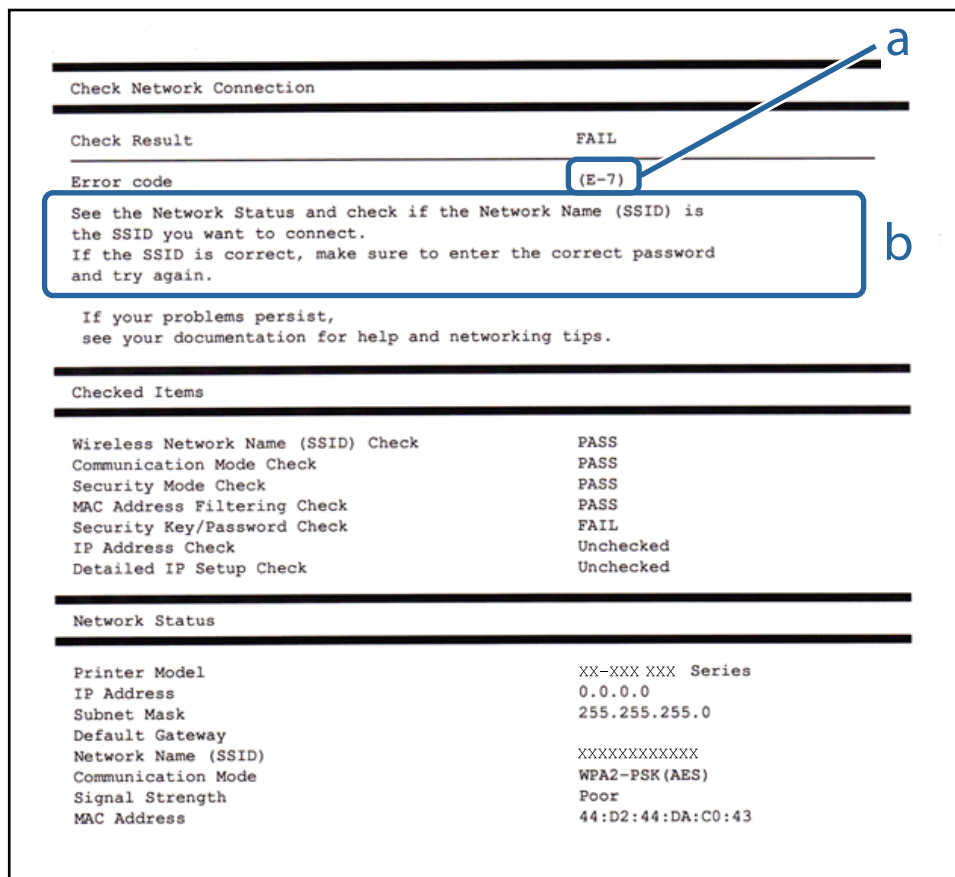 a
Check Network Connection
Check Result FAIL
Error code (E-7)
See the Network Status and check if the Network Name (SSID) is
the SSID you want to connect.
If the SSID is correct, make sure to enter the correct password
and try again.
b
If your problems persist,
see your documentation for help and networking tips.
Checked Items
Wireless Network Name (SSID) Check PASS
Communication Mode Check PASS
Security Mode Check PASS
MAC Address Filtering Check PASS
Security Key/Password Check FAIL
IP Address Check Unchecked
Detailed IP Setup Check Unchecked
Network Status
Printer Model XX-XXX XXX Series
IP Address 0.0.0.0
Subnet Mask 255.255.255.0
Default Gateway
Network Name (SSID) XXXXXXXXXXXX
Communication Mode WPA2-PSK(AES)
Signal Strength Poor
MAC Address 44:D2:44:DA:C0:43